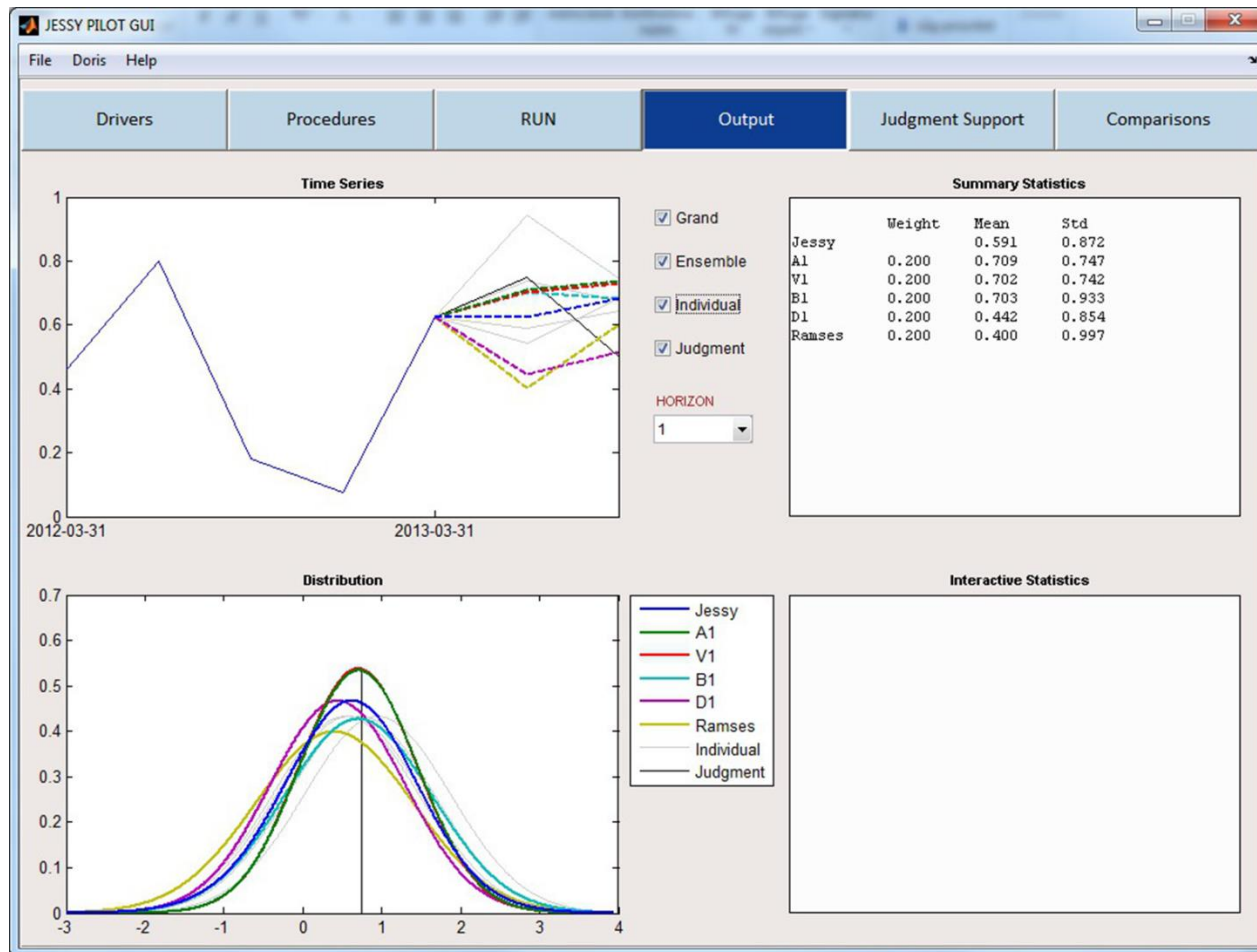 JESSY PILOT GUI
File Doris Help
Drivers Procedures RUN Output Judgment Support Comparisons
Time Series
1
0.8
0.6
0.4
0.2
0
2012-03-31 2013-03-31
Grand
Ensemble
Individual
Judgment
HORIZON
1
Summary Statistics
Weight Mean Std
Jessy 0.591 0.872
A1 0.200 0.709 0.747
V1 0.200 0.702 0.742
B1 0.200 0.703 0.933
D1 0.200 0.442 0.854
Ramses 0.200 0.400 0.997
Distribution
0.7
0.6
0.5
0.4
0.3
0.2
0.1
0
-3 -2 -1 0 1 2 3 4
Jessy
A1
V1
B1
D1
Ramses
Individual
Judgment
Interactive Statistics